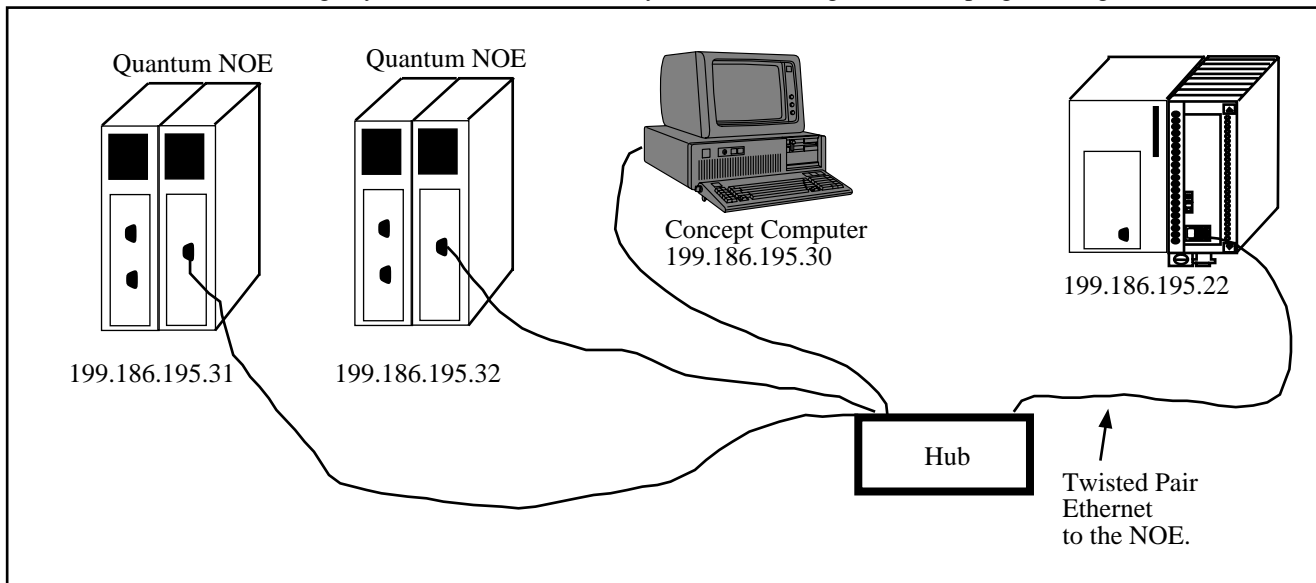 Quantum NOE
Quantum NOE
Concept Computer
199.186.195.30
199.186.195.22
199.186.195.31
199.186.195.32
Hub
Twisted Pair
Ethernet
to the NOE.